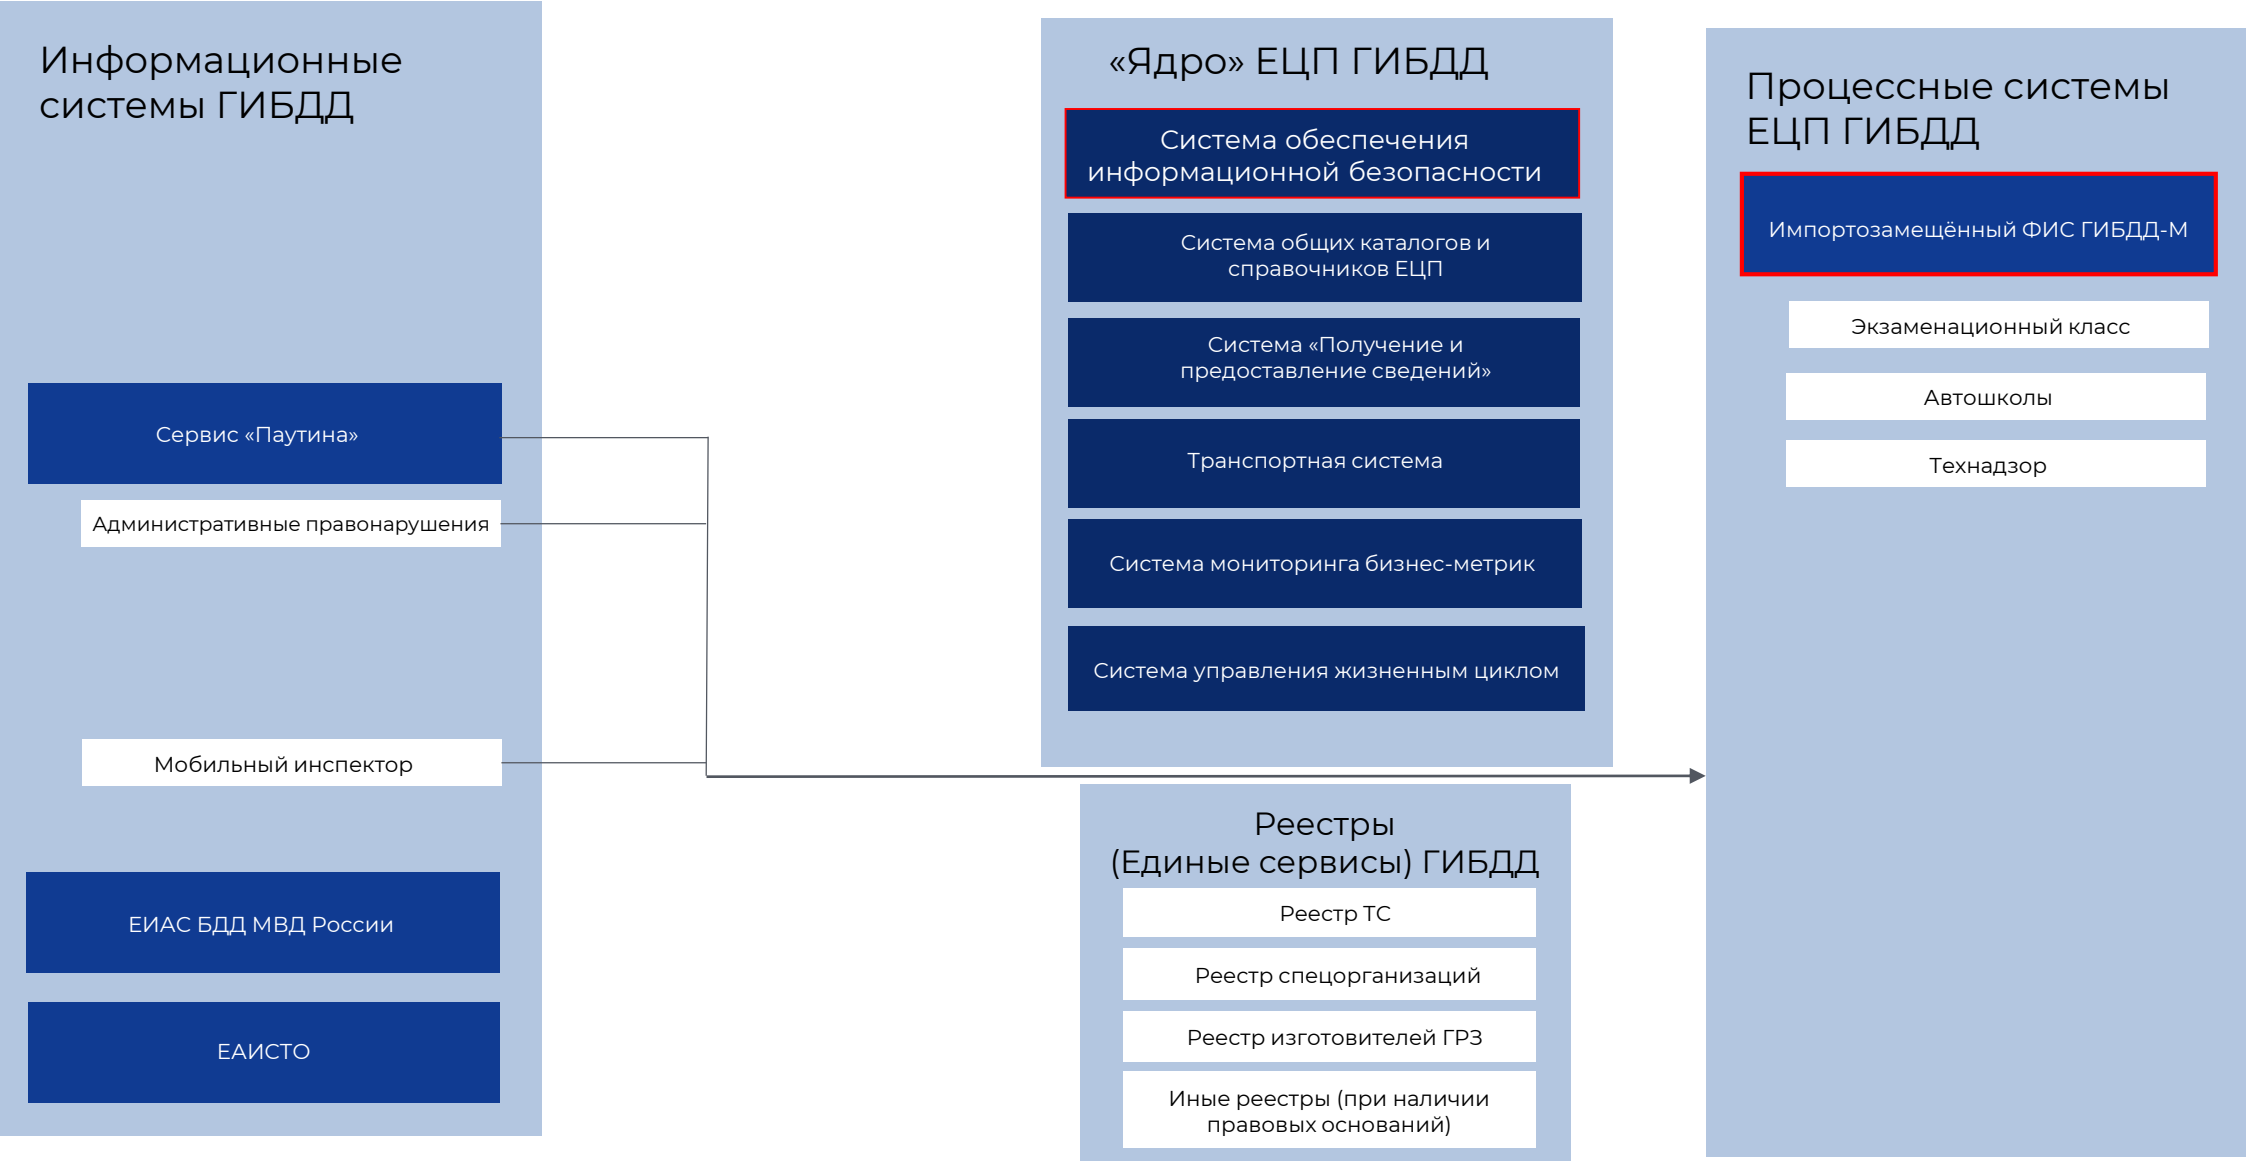 Информационные
системы ГИБДД
Сервис «Паутина»
Административные правонарушения
Мобильный инспектор
ЕИАС БДД МВД России
ЕАИСТО
«Ядро» ЕЦП ГИБДД
Система обеспечения
информационной безопасности
Система общих каталогов и
справочников ЕЦП
Система «Получение и
предоставление сведений»
Транспортная система
Система мониторинга бизнес-метрик
Система управления жизненным циклом
Реестры
(Единые сервисы) ГИБДД
Реестр ТС
Реестр спецорганизаций
Реестр изготовителей ГРЗ
Иные реестры (при наличии
правовых оснований)
Процессные системы
ЕЦП ГИБДД
Импортозамещённый ФИС ГИБДД-М
Экзаменационный класс
Автошколы
Технадзор